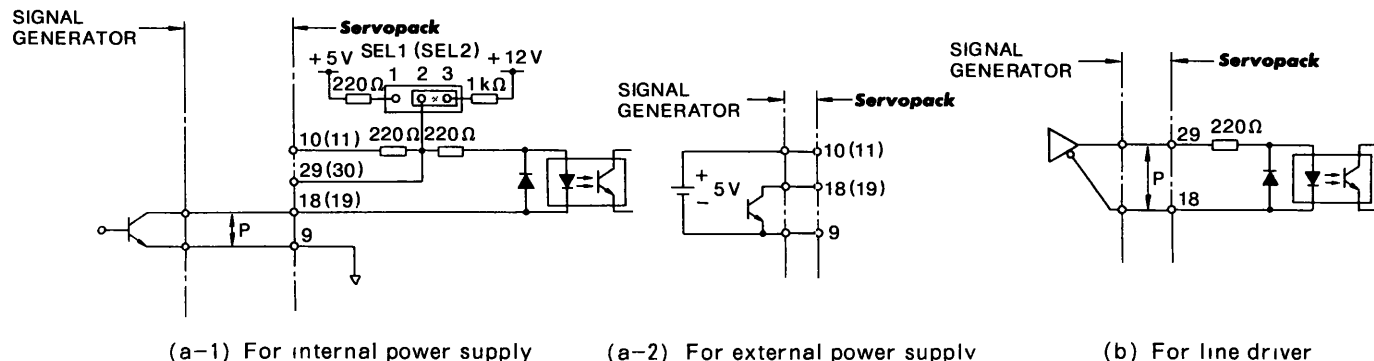 SIGNAL
GENERATOR
Servopack
SEL1 (SEL2)
+5V
+12V
220Ω
1 2 3
1kΩ
10(11)
220Ω 220Ω
29(30)
18(19)
P
9
(a-1) For internal power supply
SIGNAL
GENERATOR
Servopack
10(11)
+
5V
-
18(19)
9
(a-2) For external power supply
SIGNAL
GENERATOR
Servopack
29
220Ω
P
18
(b) For line driver